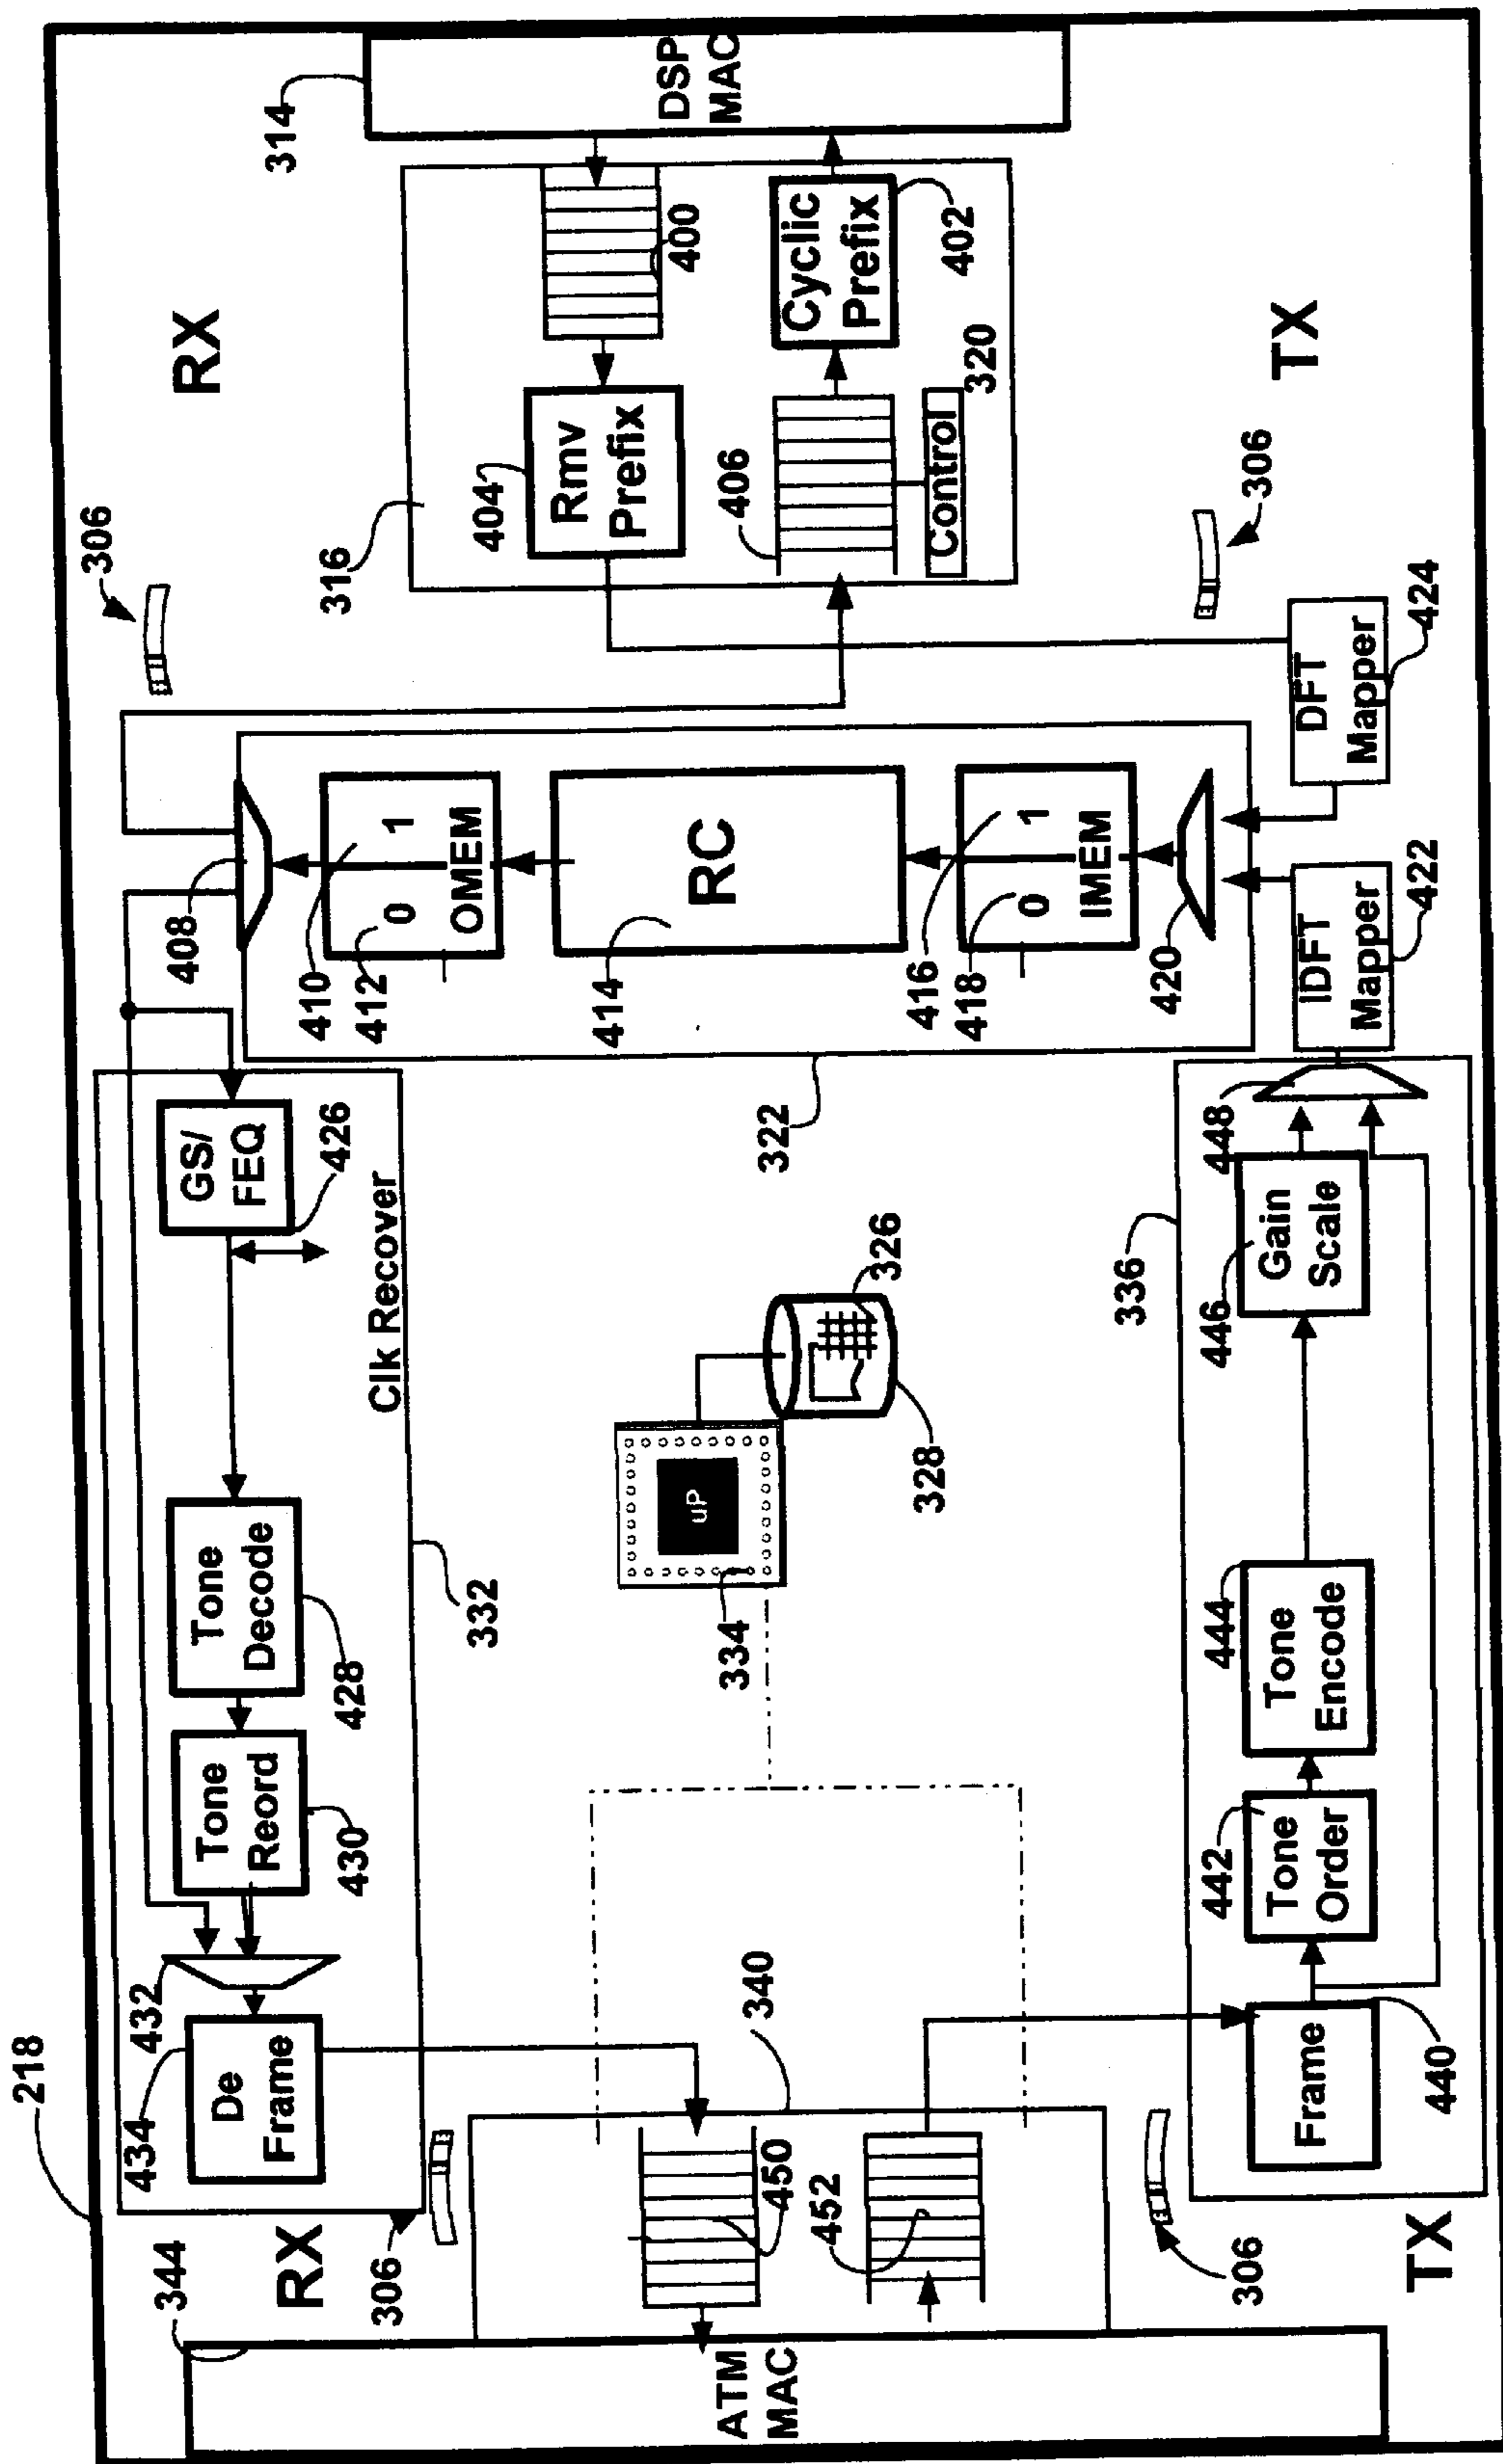 218
344
ATM
MAC
RX
TX
306
434
De
Frame
432
Tone
Reord
430
Tone
Decode
428
GS/
FEQ
426
Clk Recover
332
340
450
452
306
uP
334
328
326
Frame
440
442
Tone
Order
444
Tone
Encode
446
Gain
Scale
448
336
408
410
412
0
1
OMEM
414
RC
416
418
0
1
IMEM
420
322
IDFT
Mapper
422
DFT
Mapper
424
306
RX
306
TX
316
404
Rmv
Prefix
400
406
Control
320
Cyclic
Prefix
402
314
DSP
MAC